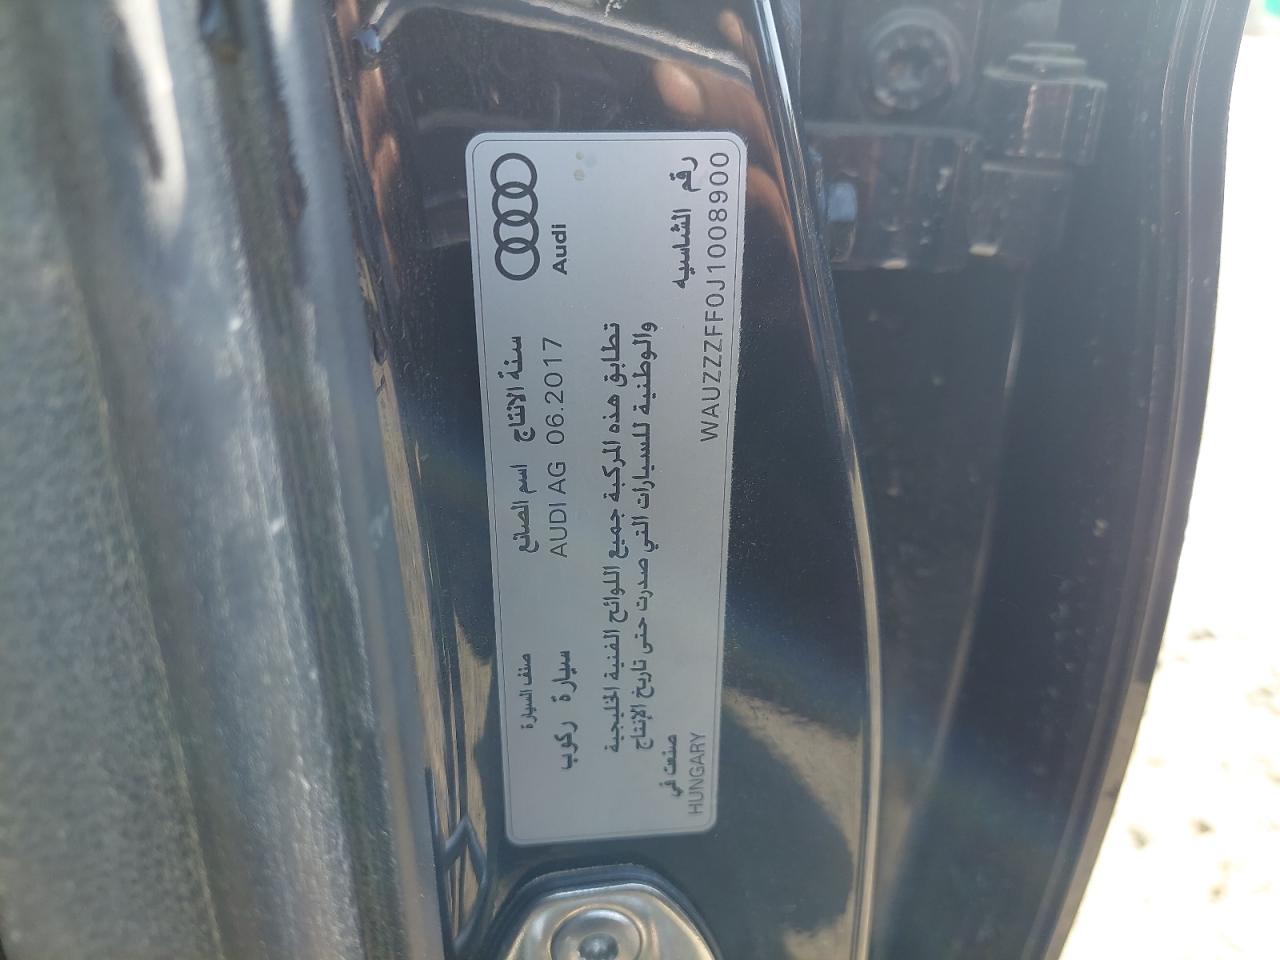 Audi
سنة الانتاج
06.2017
اسم الصانع
AUDI AG
صنف السيارة
سيارة ركوب
تطابق هذه المركبة جميع اللوائح الفنية الخليجية
والوطنية للسيارات التي صدرت حتى تاريخ الإنتاج
رقم الشاسيه
WAUZZZFF0J1008900
صنعت في
HUNGARY